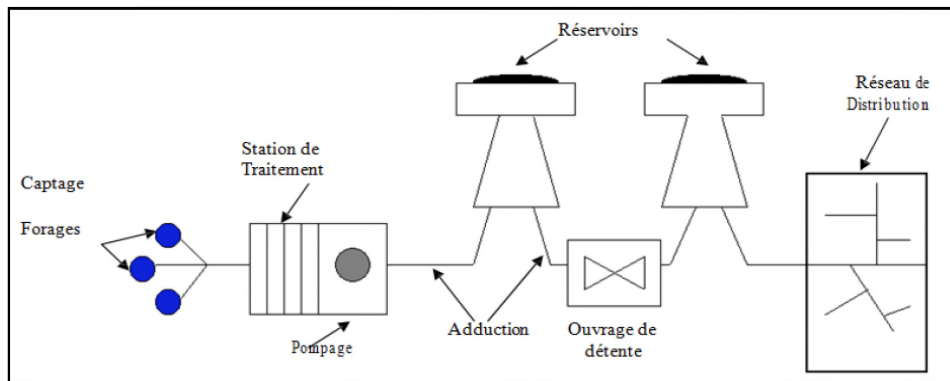 Réservoirs
Réseau de
Distribution
Station de
Traitement
Captage
Forages
Adduction
Ouvrage de
détente
Pompage